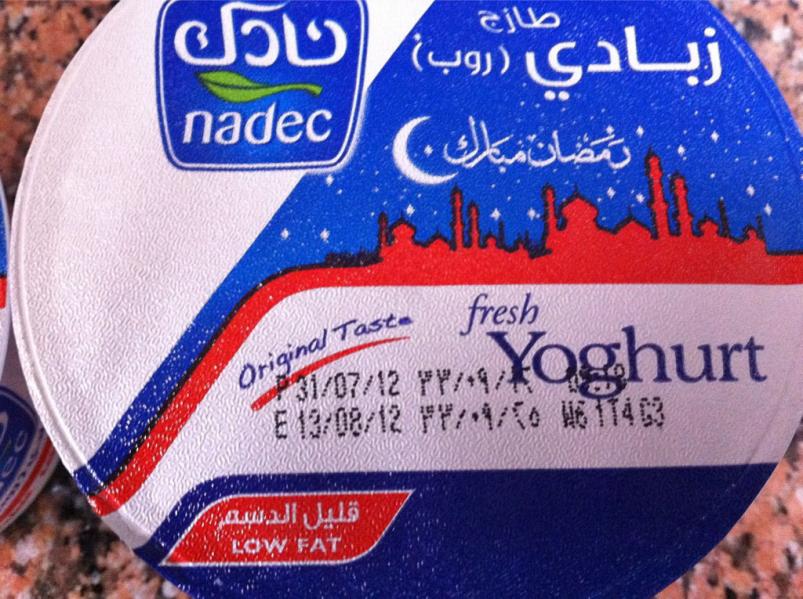 نادك
nadec
طازج
زبادي (روب)
رمضان مبارك
Original Taste
fresh
Yoghurt
P 31/07/12 ٣٣/٠٩/١٢
E 13/08/12 ٣٣/٠٩/٢٥ W6 1T4 G3
قليل الدسم
LOW FAT